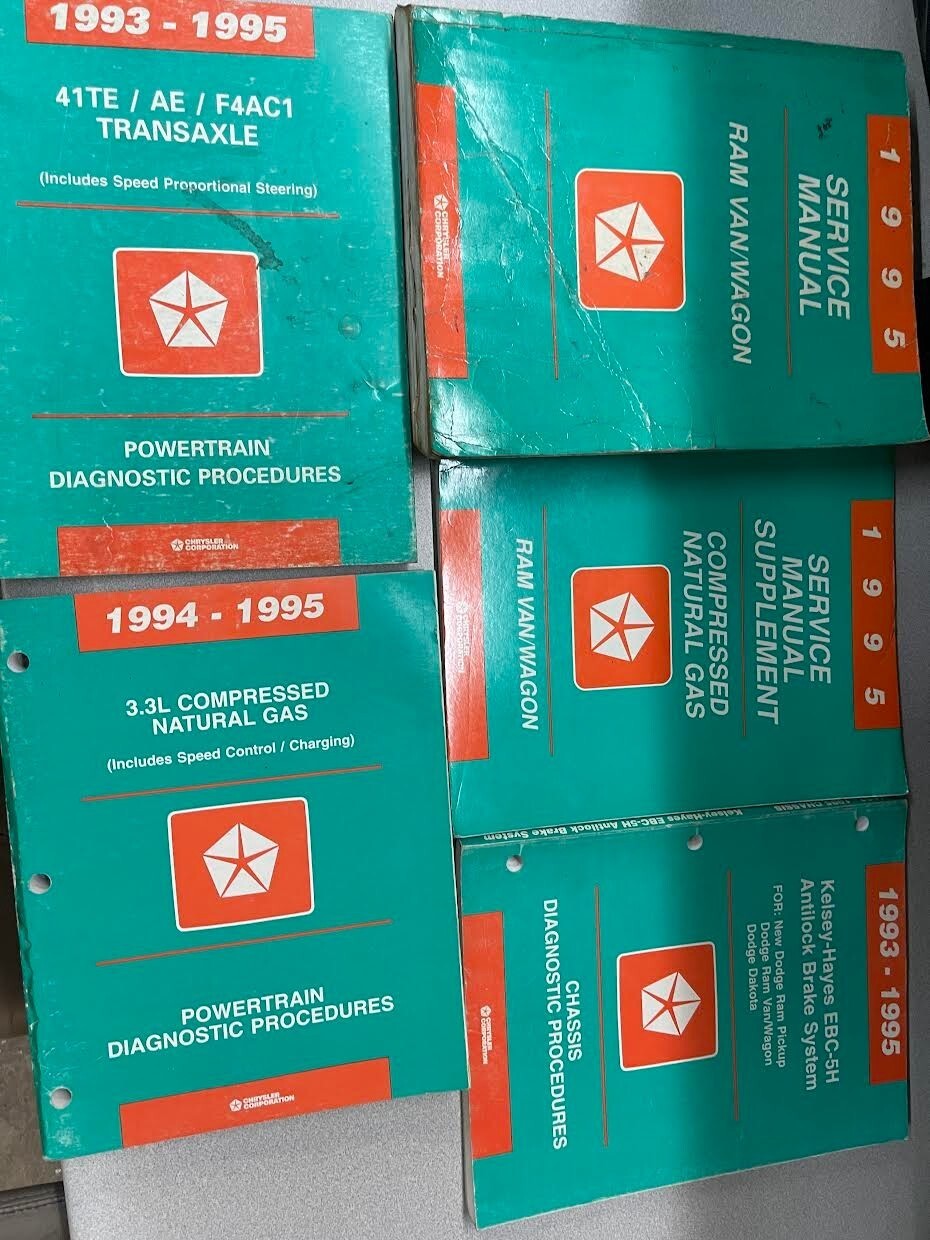 1993 - 1995
41TE / AE / F4AC1
TRANSAXLE
(Includes Speed Proportional Steering)
POWERTRAIN
DIAGNOSTIC PROCEDURES
CHRYSLER
CORPORATION
1995
SERVICE
MANUAL
RAM VAN/WAGON
CHRYSLER
CORPORATION
1994 - 1995
3.3L COMPRESSED
NATURAL GAS
(Includes Speed Control / Charging)
POWERTRAIN
DIAGNOSTIC PROCEDURES
CHRYSLER
CORPORATION
1995
SERVICE
MANUAL
SUPPLEMENT
COMPRESSED
NATURAL GAS
RAM VAN/WAGON
CHRYSLER
CORPORATION
Kelsey-Hayes EBC-5H Antilock Brake System
1993 - 1995
Kelsey-Hayes EBC-5H
Antilock Brake System
FOR: New Dodge Ram Pickup
Dodge Ram Van/Wagon
Dodge Dakota
CHASSIS
DIAGNOSTIC PROCEDURES
CHRYSLER
CORPORATION